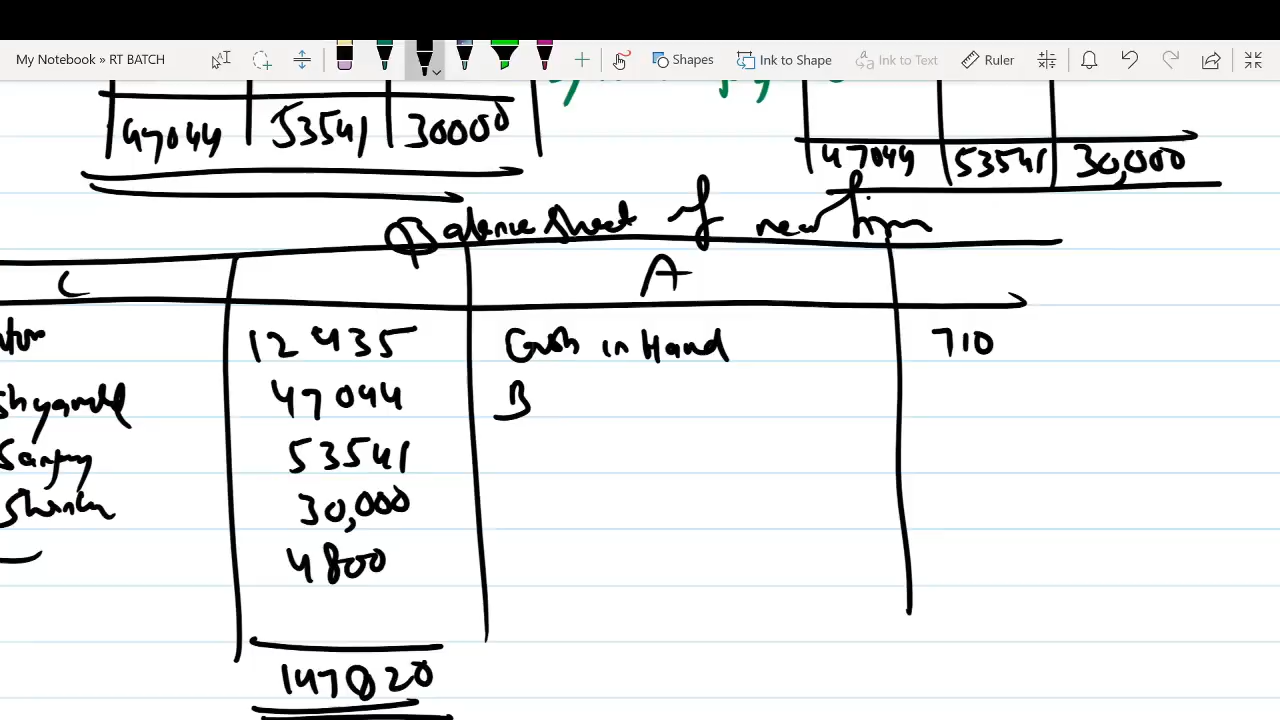 My Notebook » RT BATCH Shapes Ink to Shape Ink to Text Ruler
47044 53541 30000 47044 53541 30,000
Balance sheet of new firm
A
12435 Cash in Hand 710
47044 B
Sanjay 53541
30,000
4800
147820